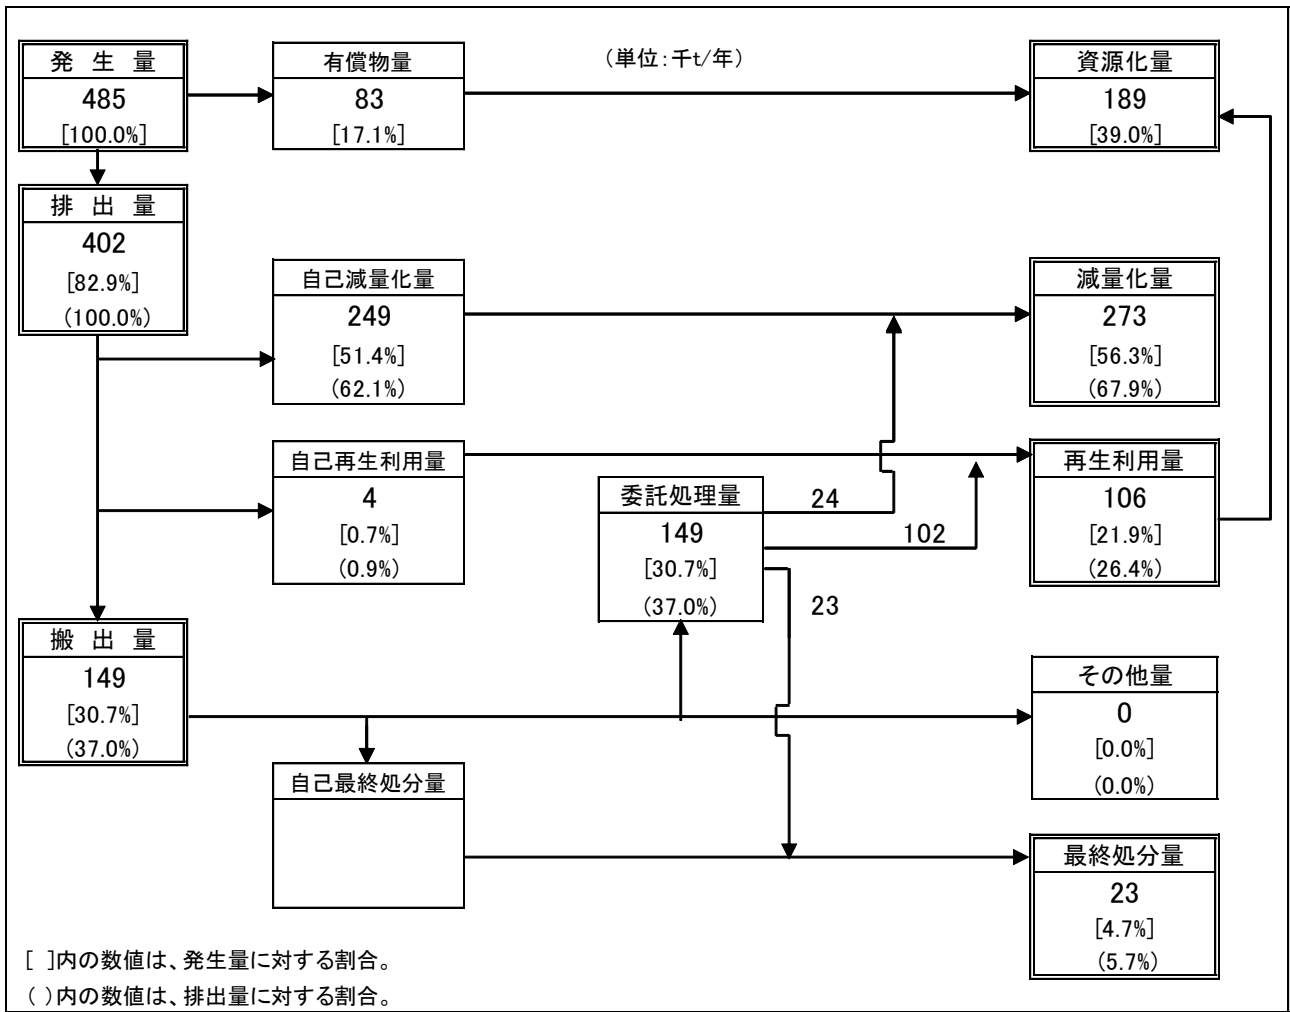 発 生 量
485
[100.0%]
有償物量
83
[17.1%]
(単位:千t/年)
資源化量
189
[39.0%]
排 出 量
402
[82.9%]
(100.0%)
自己減量化量
249
[51.4%]
(62.1%)
減量化量
273
[56.3%]
(67.9%)
自己再生利用量
4
[0.7%]
(0.9%)
委託処理量
149
[30.7%]
(37.0%)
24
102
23
再生利用量
106
[21.9%]
(26.4%)
搬 出 量
149
[30.7%]
(37.0%)
その他量
0
[0.0%]
(0.0%)
自己最終処分量
最終処分量
23
[4.7%]
(5.7%)
[ ]内の数値は、発生量に対する割合。
( )内の数値は、排出量に対する割合。